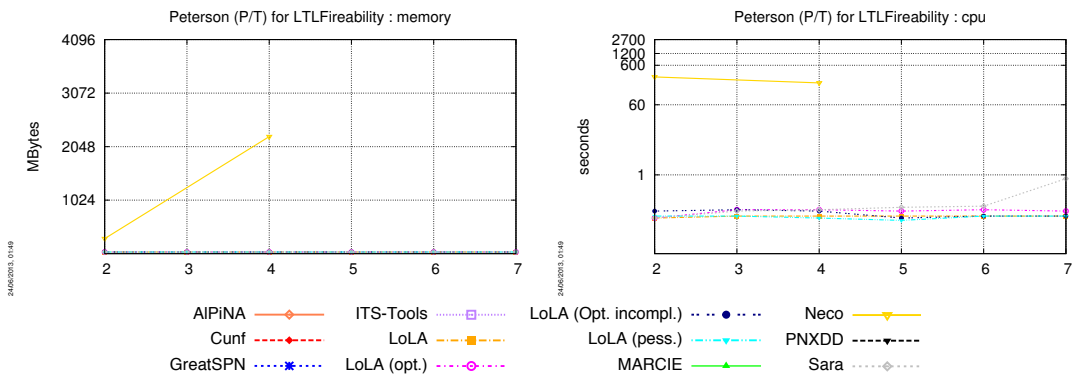 Peterson (P/T) for LTLFireability : memory
4096
3072
2048
1024
MBytes
2 3 4 5 6 7
24/06/2013, 01:49
Peterson (P/T) for LTLFireability : cpu
2700
1200
600
60
1
seconds
2 3 4 5 6 7
24/06/2013, 01:49
AlPiNA ITS-Tools LoLA (Opt. incompl.) Neco
Cunf LoLA LoLA (pess.) PNXDD
GreatSPN LoLA (opt.) MARCIE Sara